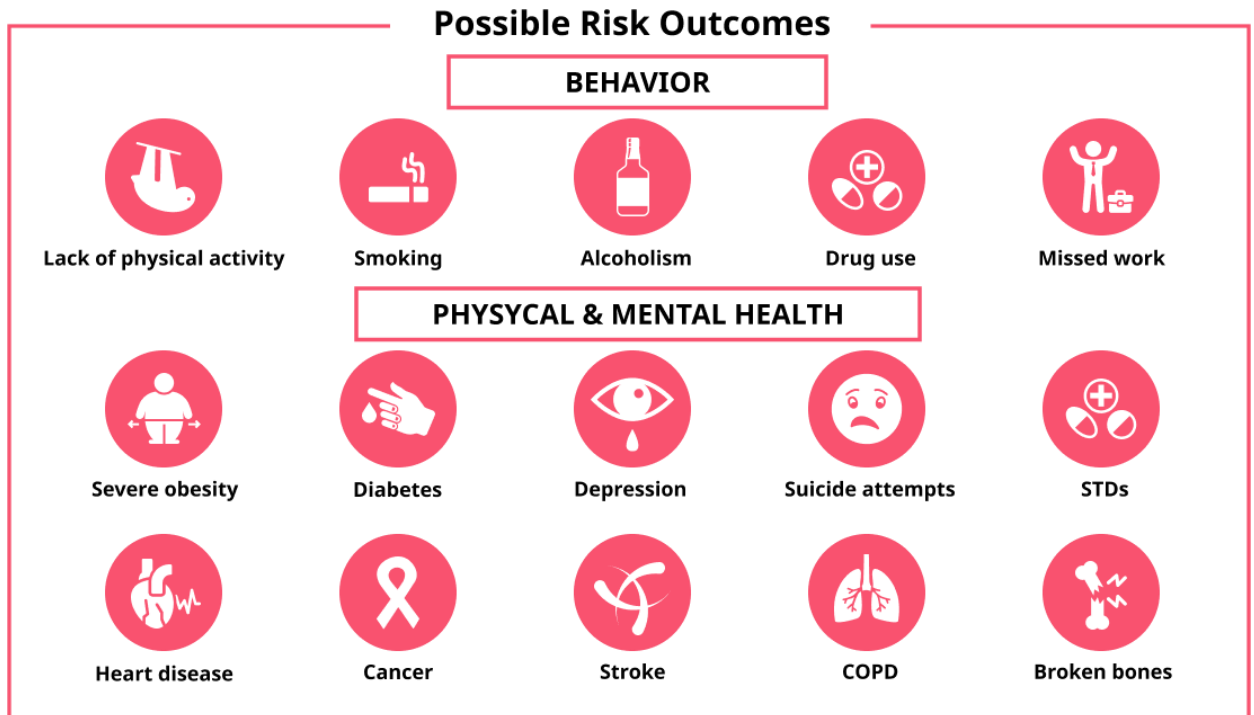 Possible Risk Outcomes
BEHAVIOR
Lack of physical activity
Smoking
Alcoholism
Drug use
Missed work
PHYSYCAL & MENTAL HEALTH
Severe obesity
Diabetes
Depression
Suicide attempts
STDs
Heart disease
Cancer
Stroke
COPD
Broken bones